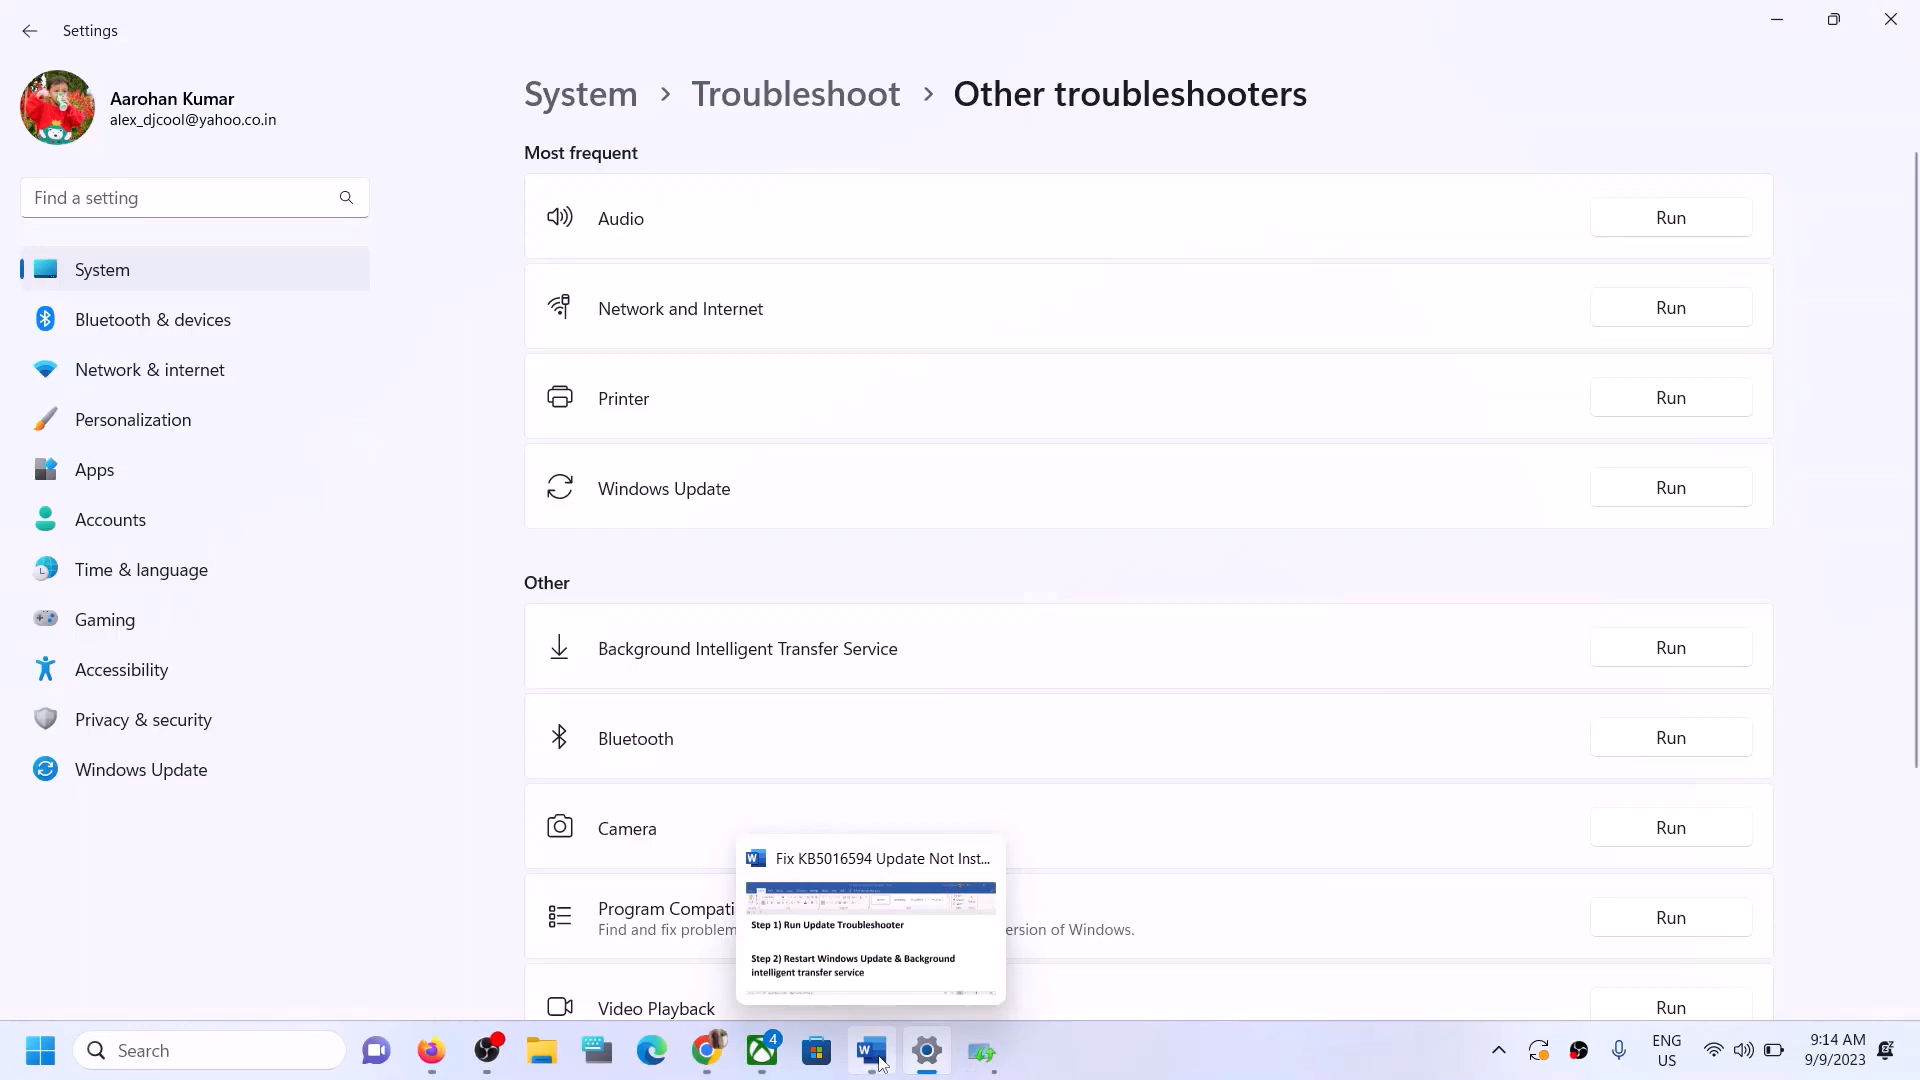 Settings
Aarohan Kumar
alex_djcool@yahoo.co.in
Find a setting
System
Bluetooth & devices
Network & internet
Personalization
Apps
Accounts
Time & language
Gaming
Accessibility
Privacy & security
Windows Update
System > Troubleshoot > Other troubleshooters
Most frequent
Audio Run
Network and Internet Run
Printer Run
Windows Update Run
Other
Background Intelligent Transfer Service Run
Bluetooth Run
Camera Run
Program Compati Run
Find and fix problem ersion of Windows.
Video Playback Run
Fix KB5016594 Update Not Inst...
Step 1) Run Update Troubleshooter
Step 2) Restart Windows Update & Background
intelligent transfer service
Search
4
ENG
US
9:14 AM
9/9/2023